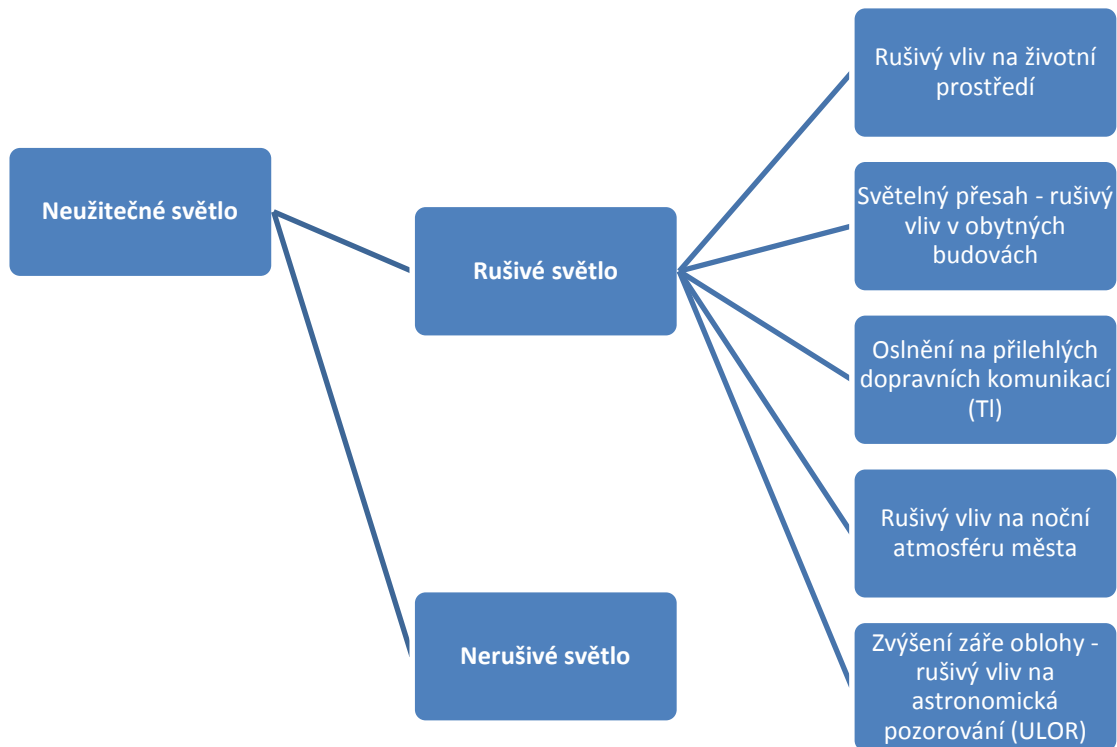 Neužitečné světlo
Rušivé světlo
Nerušivé světlo
Rušivý vliv na životní
prostředí
Světelný přesah - rušivý
vliv v obytných
budovách
Oslnění na přilehlých
dopravních komunikací
(Tl)
Rušivý vliv na noční
atmosféru města
Zvýšení záře oblohy -
rušivý vliv na
astronomická
pozorování (ULOR)